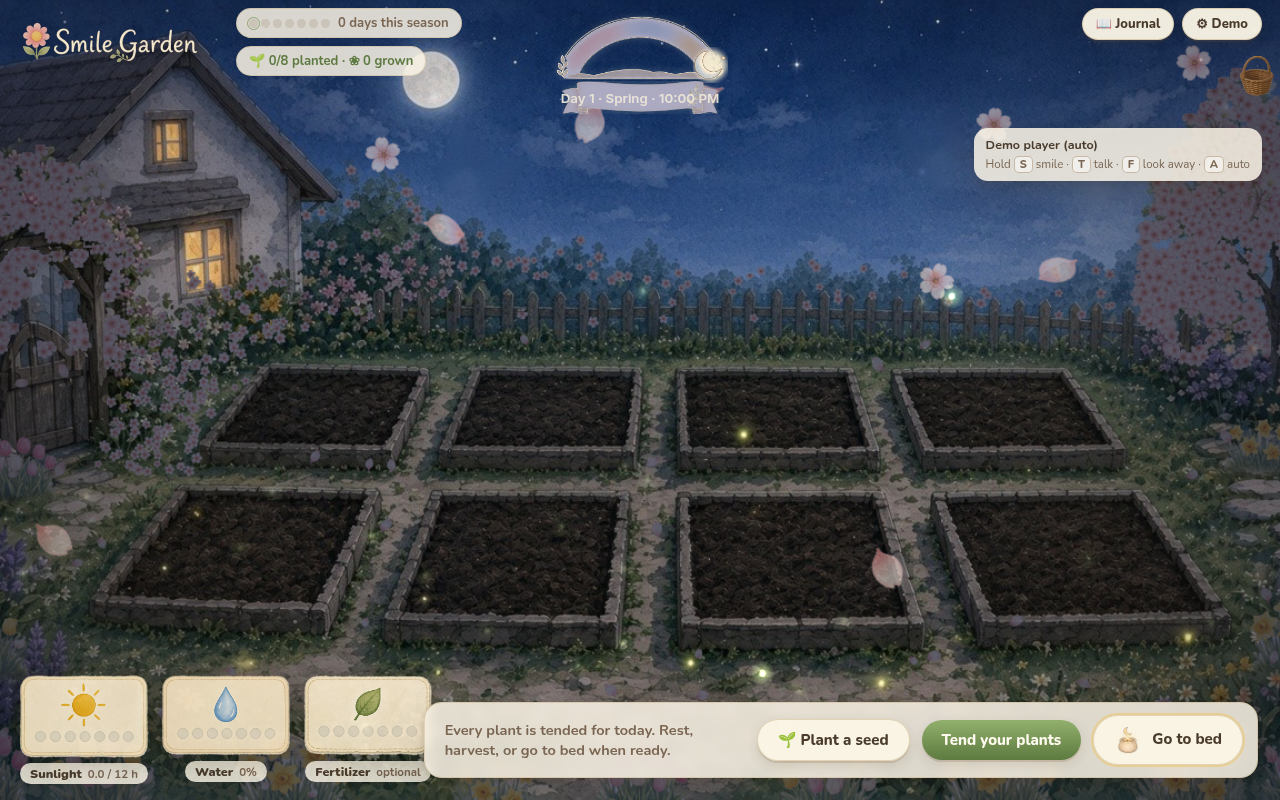 Smile Garden
0 days this season
0/8 planted · 0 grown
Day 1 · Spring · 10:00 PM
Journal
Demo
Demo player (auto)
Hold S smile · T talk · F look away · A auto
Sunlight 0.0 / 12 h
Water 0%
Fertilizer optional
Every plant is tended for today. Rest,
harvest, or go to bed when ready.
Plant a seed
Tend your plants
Go to bed